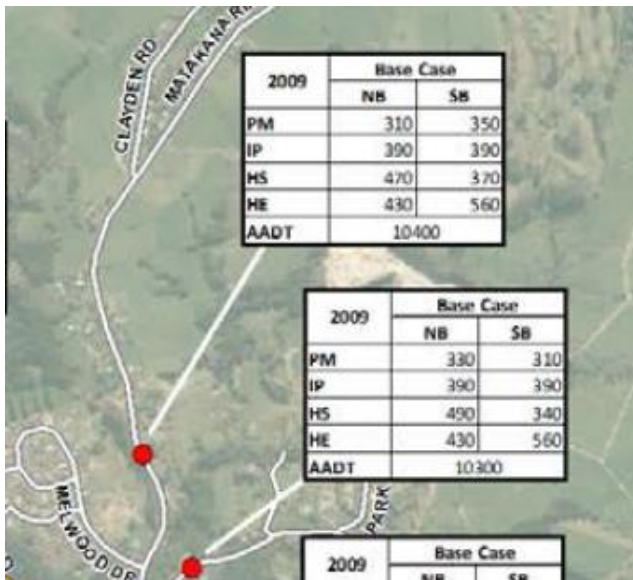 CLAYDEN RD
MATAKANA R
2009 Base Case
NB SB
PM 310 350
IP 390 390
HS 470 370
HE 430 560
AADT 10400
2009 Base Case
NB SB
PM 330 310
IP 390 390
HS 490 340
HE 430 560
AADT 10300
MELWOOD DR
PARK
2009 Base Case
NB SB